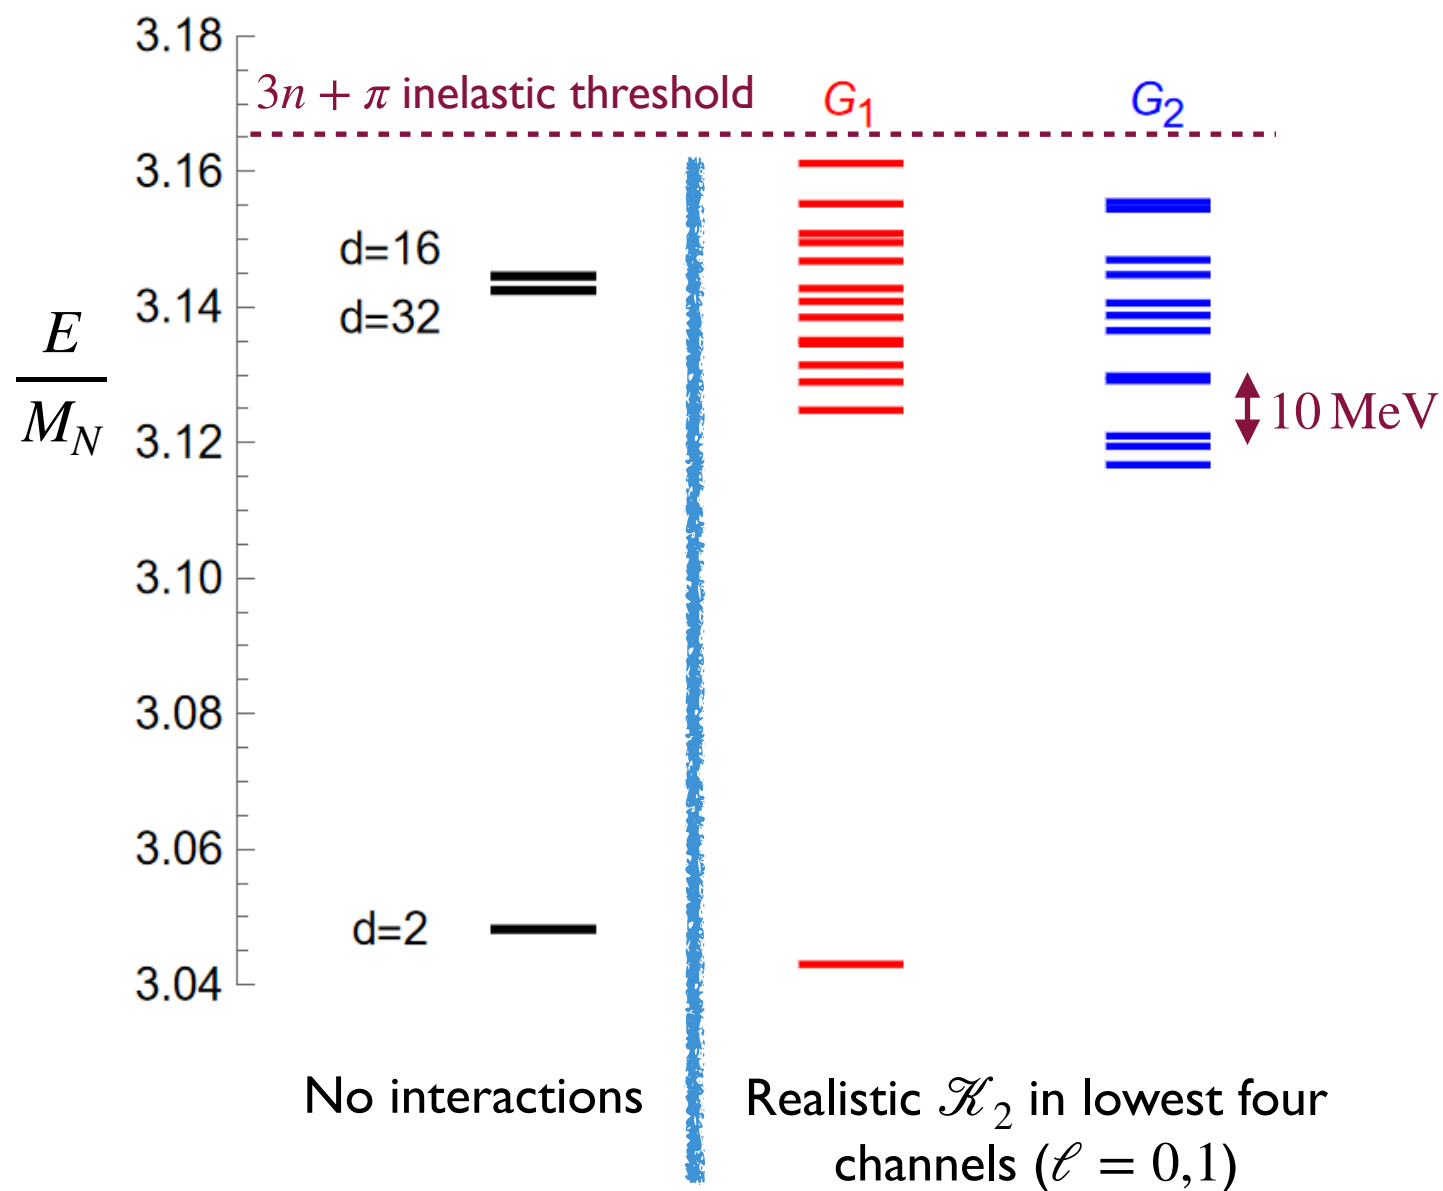 3.18
3n + π inelastic threshold
G₁
G₂
3.16
d=16
3.14
d=32
E
M_N
3.12
10 MeV
3.10
3.08
3.06
d=2
3.04
No interactions
Realistic 𝒦₂ in lowest four
channels (ℓ = 0,1)